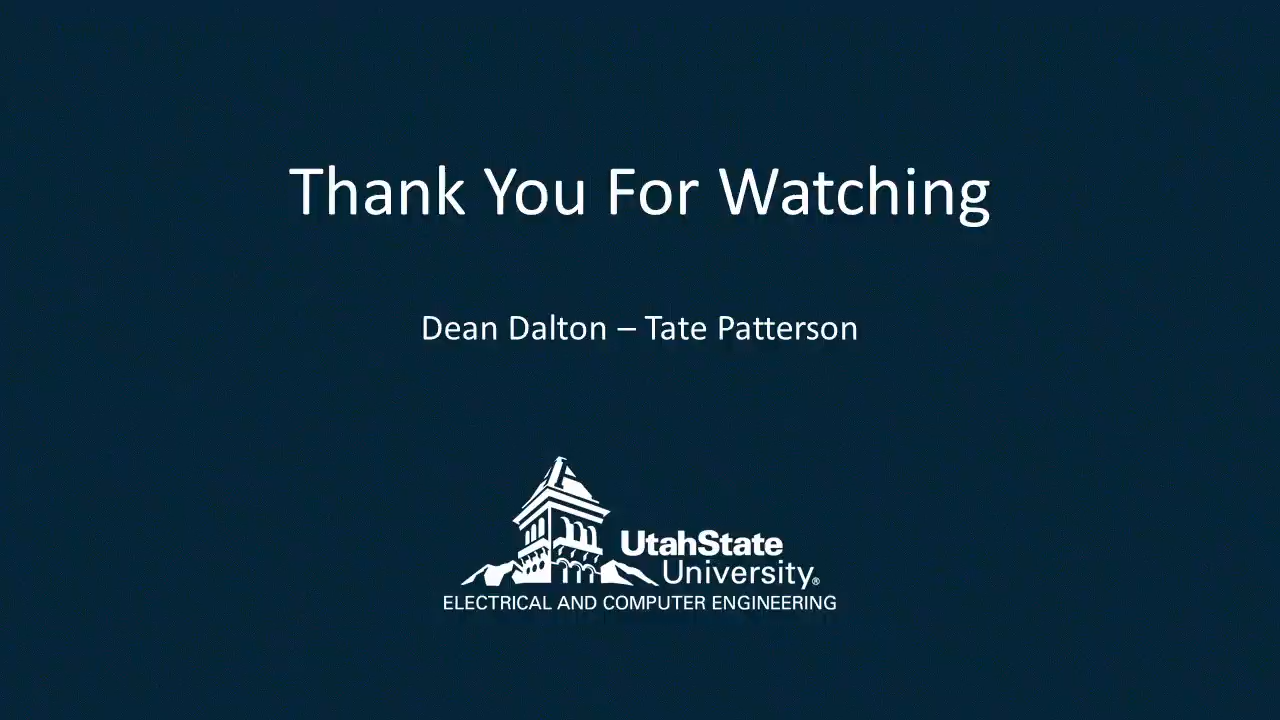 Thank You For Watching
Dean Dalton – Tate Patterson
UtahState
University®
ELECTRICAL AND COMPUTER ENGINEERING